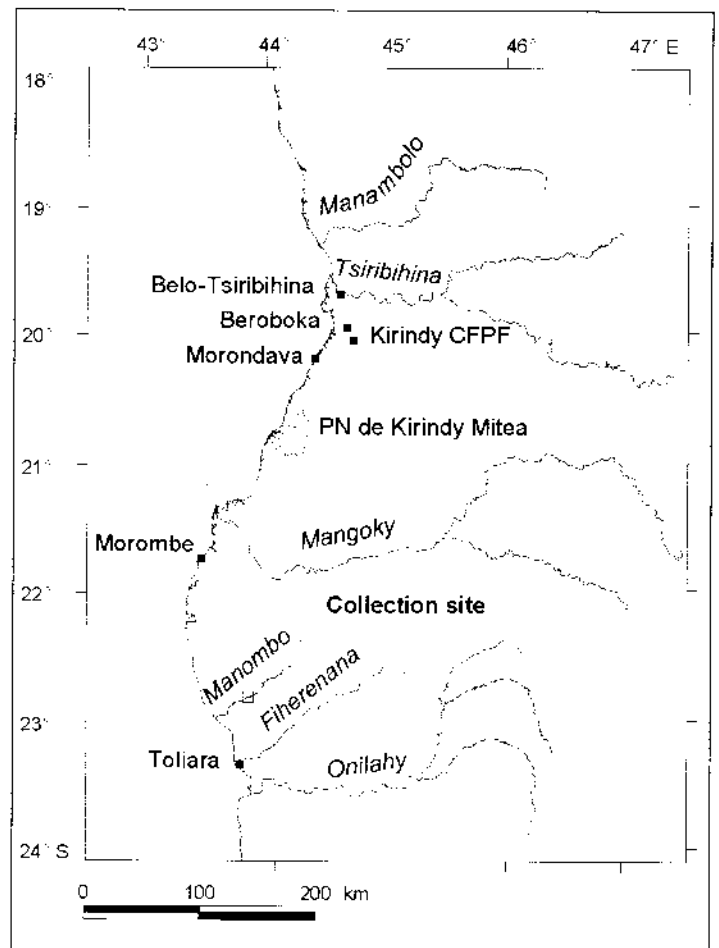 43° 44° 45° 46° 47° E
18°
Manambolo
19°
Tsiribihina
Belo-Tsiribihina
Beroboka
20°
Kirindy CFPF
Morondava
PN de Kirindy Mitea
21°
Mangoky
Morombe
22°
Collection site
Manombo
Fiherenana
23°
Toliara
Onilahy
24° S
0 100 200 km